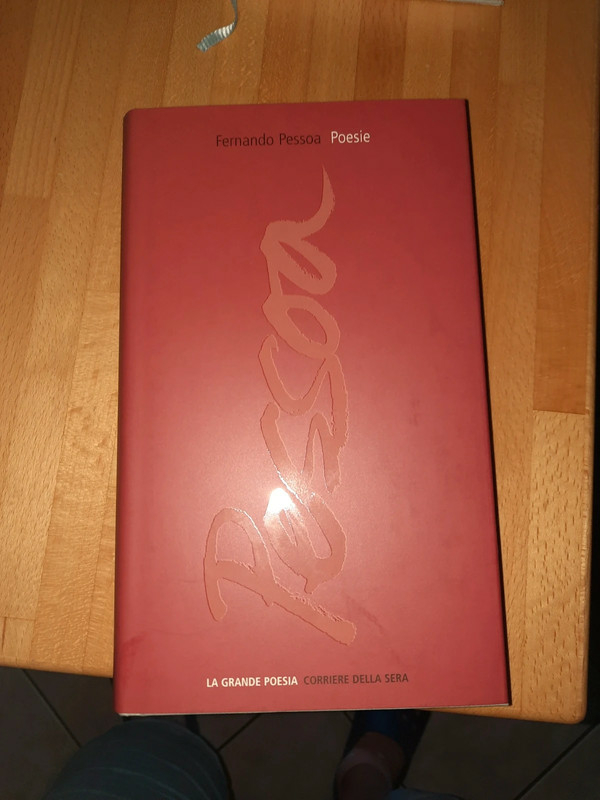 Fernando Pessoa Poesie
Pessoa
LA GRANDE POESIA CORRIERE DELLA SERA